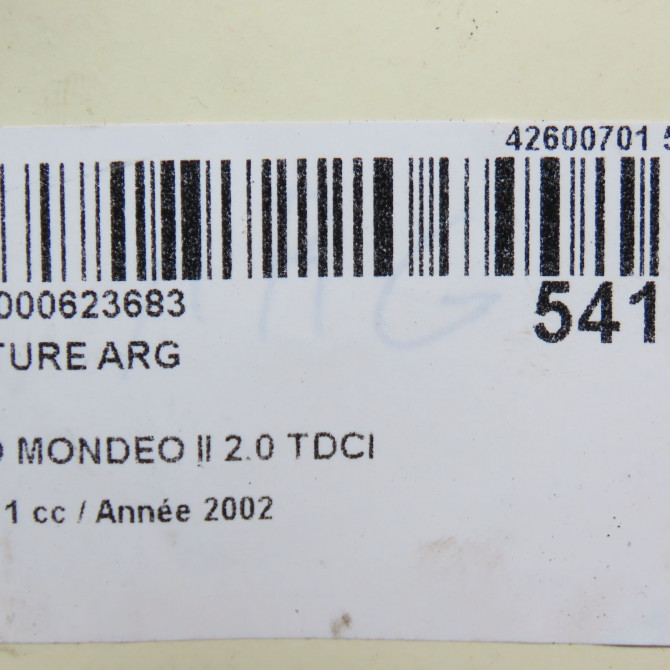 42600701 5
000623683
541
TURE ARG
MONDEO II 2.0 TDCI
1 cc / Année 2002